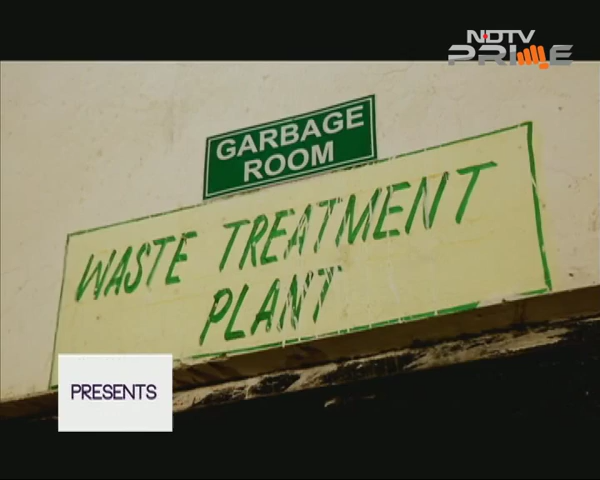 NDTV
PRIME
GARBAGE
ROOM
WASTE TREATMENT
PLANT
PRESENTS